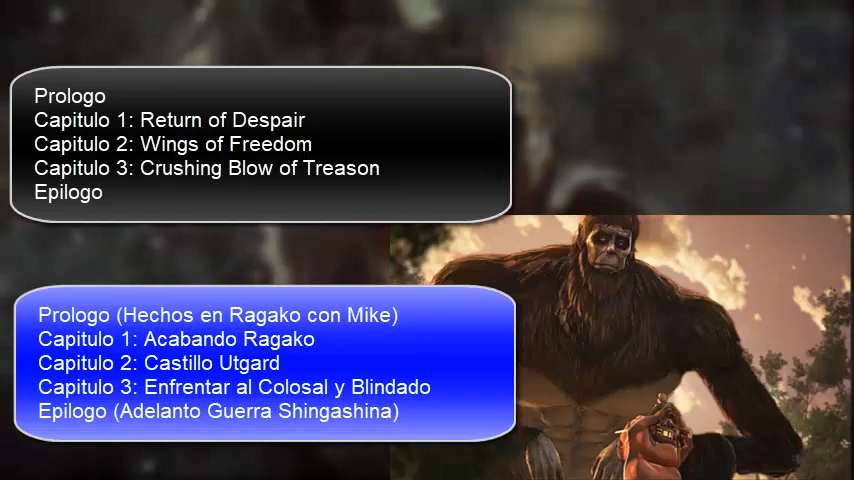 Prologo
Capitulo 1: Return of Despair
Capitulo 2: Wings of Freedom
Capitulo 3: Crushing Blow of Treason
Epilogo
Prologo (Hechos en Ragako con Mike)
Capitulo 1: Acabando Ragako
Capitulo 2: Castillo Utgard
Capitulo 3: Enfrentar al Colosal y Blindado
Epilogo (Adelanto Guerra Shingashina)